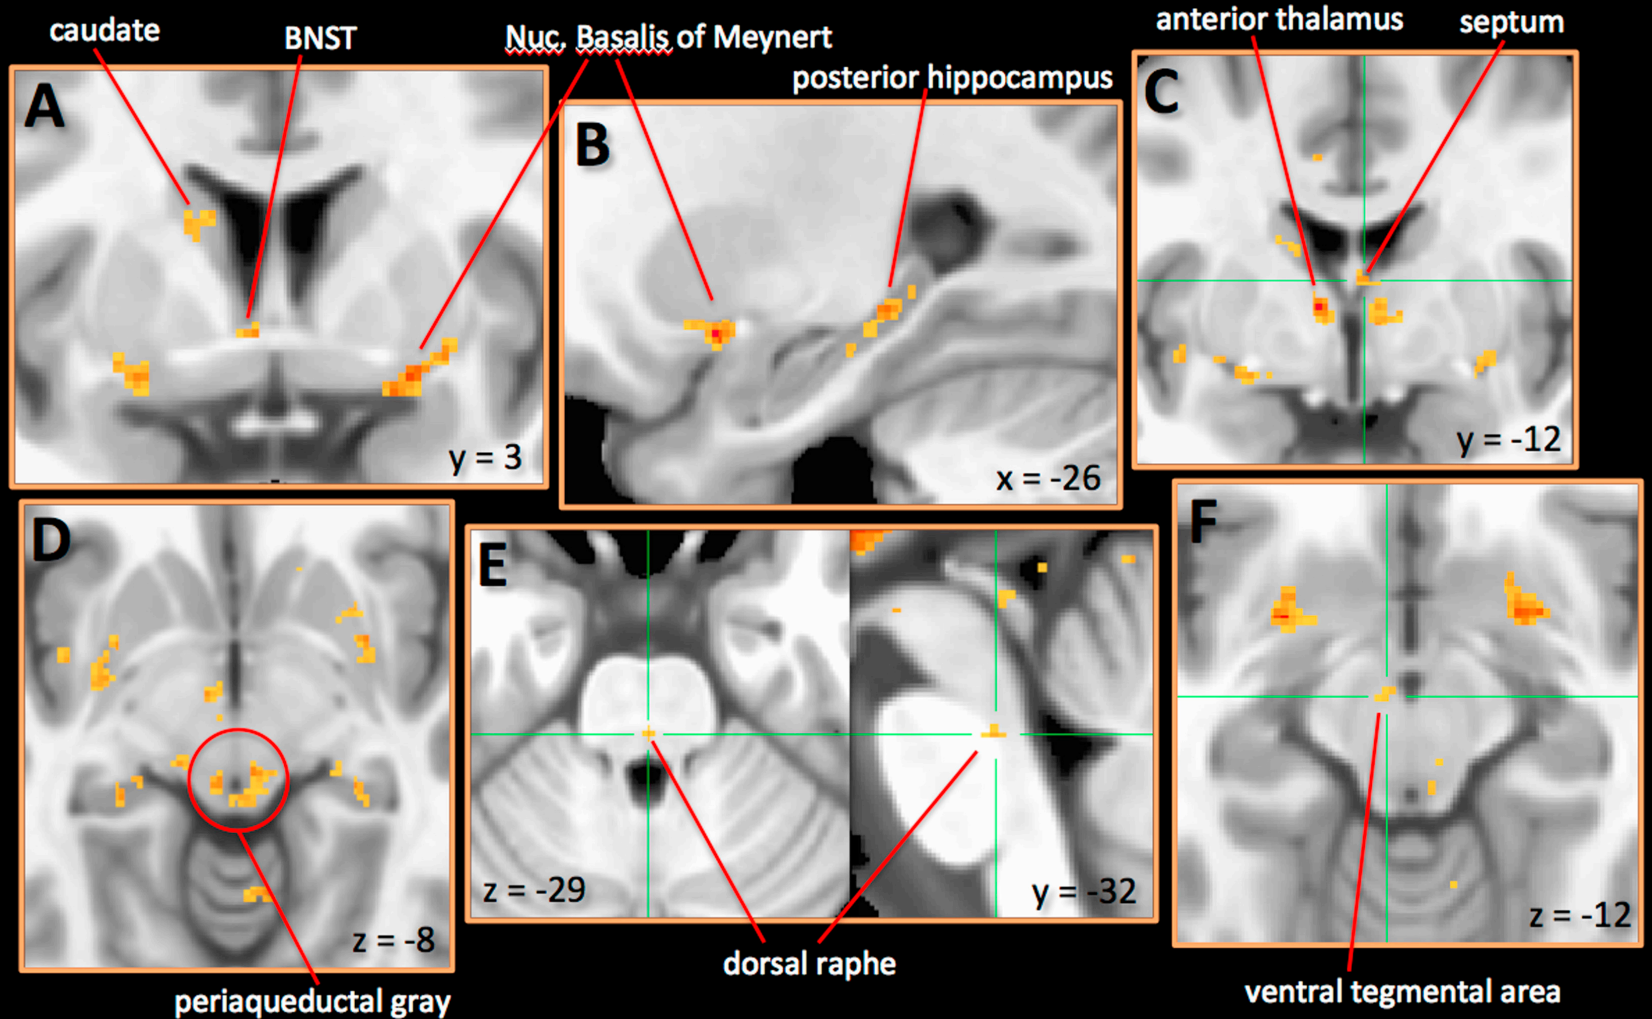 caudate
BNST
Nuc. Basalis of Meynert
posterior hippocampus
anterior thalamus
septum
A
y = 3
B
x = -26
C
y = -12
D
z = -8
periaqueductal gray
E
z = -29
y = -32
dorsal raphe
F
z = -12
ventral tegmental area